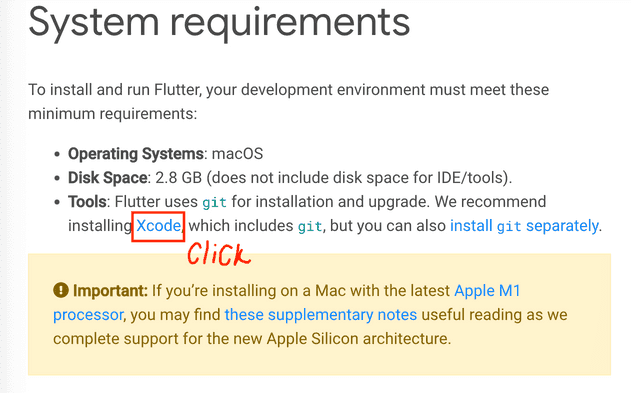 System requirements
To install and run Flutter, your development environment must meet these
minimum requirements:
• Operating Systems: macOS
• Disk Space: 2.8 GB (does not include disk space for IDE/tools).
• Tools: Flutter uses git for installation and upgrade. We recommend
installing Xcode, which includes git, but you can also install git separately.
click
Important: If you’re installing on a Mac with the latest Apple M1
processor, you may find these supplementary notes useful reading as we
complete support for the new Apple Silicon architecture.